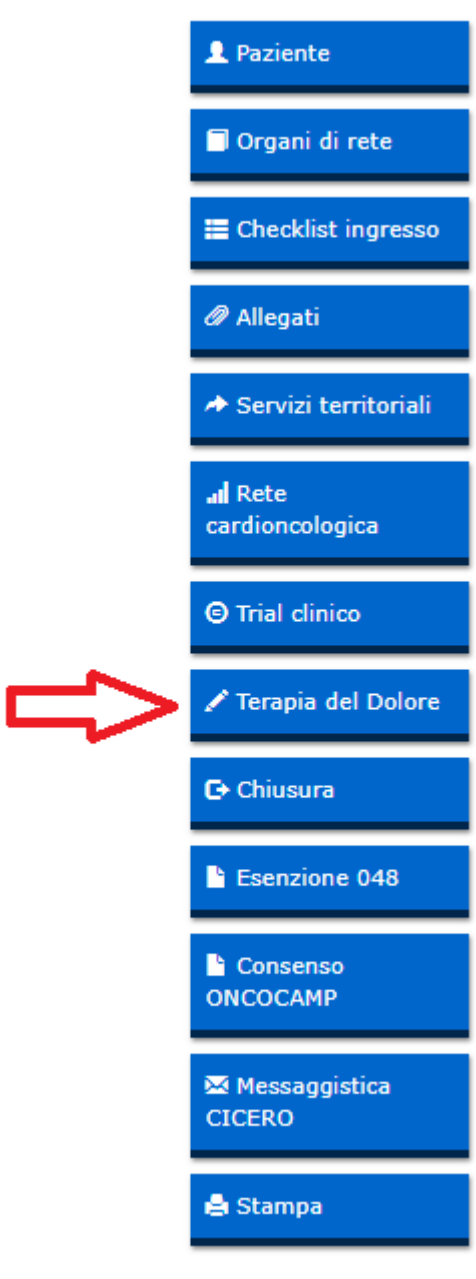 Paziente
Organi di rete
Checklist ingresso
Allegati
Servizi territoriali
Rete
cardioncologica
Trial clinico
Terapia del Dolore
Chiusura
Esenzione 048
Consenso
ONCOCAMP
Messaggistica
CICERO
Stampa